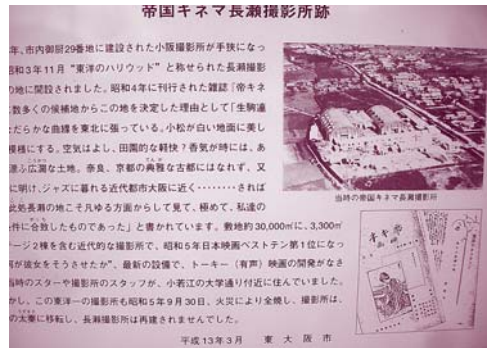 帝国キネマ長瀬撮影所跡
年、市内御厨29番地に建設された小阪撮影所が手狭になっ
昭和3年11月"東洋のハリウッド"と称せられた長瀬撮影
の地に開設されました。昭和4年に刊行された雑誌『帝キネ
に数多くの候補地からこの地を決定した理由として「生駒連
だらかな曲線を東北に張っている。小松が白い地面に美し
模様にする。空気はよし、田園的な軽快?香気が時には、あ
漂ふ広濶な土地。奈良、京都の典雅な古都にはなれず、又
に明け、ジャズに暮れる近代都市大阪に近く‥‥‥‥されば
此処長瀬の地こそ凡ゆる方面からして見て、極めて、私達の
条件に合致したものであった」と書かれています。敷地約30,000㎡に、3,300㎡
ージ2棟を含む近代的な撮影所で、昭和5年日本映画ベストテン第1位になっ
何が彼女をそうさせたか"、最新の設備で、トーキー(有声)映画の開発がなさ
当時のスターや撮影所のスタッフが、小若江の大学通り付近に住んでいました。
かし、この東洋一の撮影所も昭和5年9月30日、火災により全焼し、撮影所は、
の太秦に移転し、長瀬撮影所は再建されませんでした。
平成13年3月 東大阪市
当時の帝国キネマ長瀬撮影所